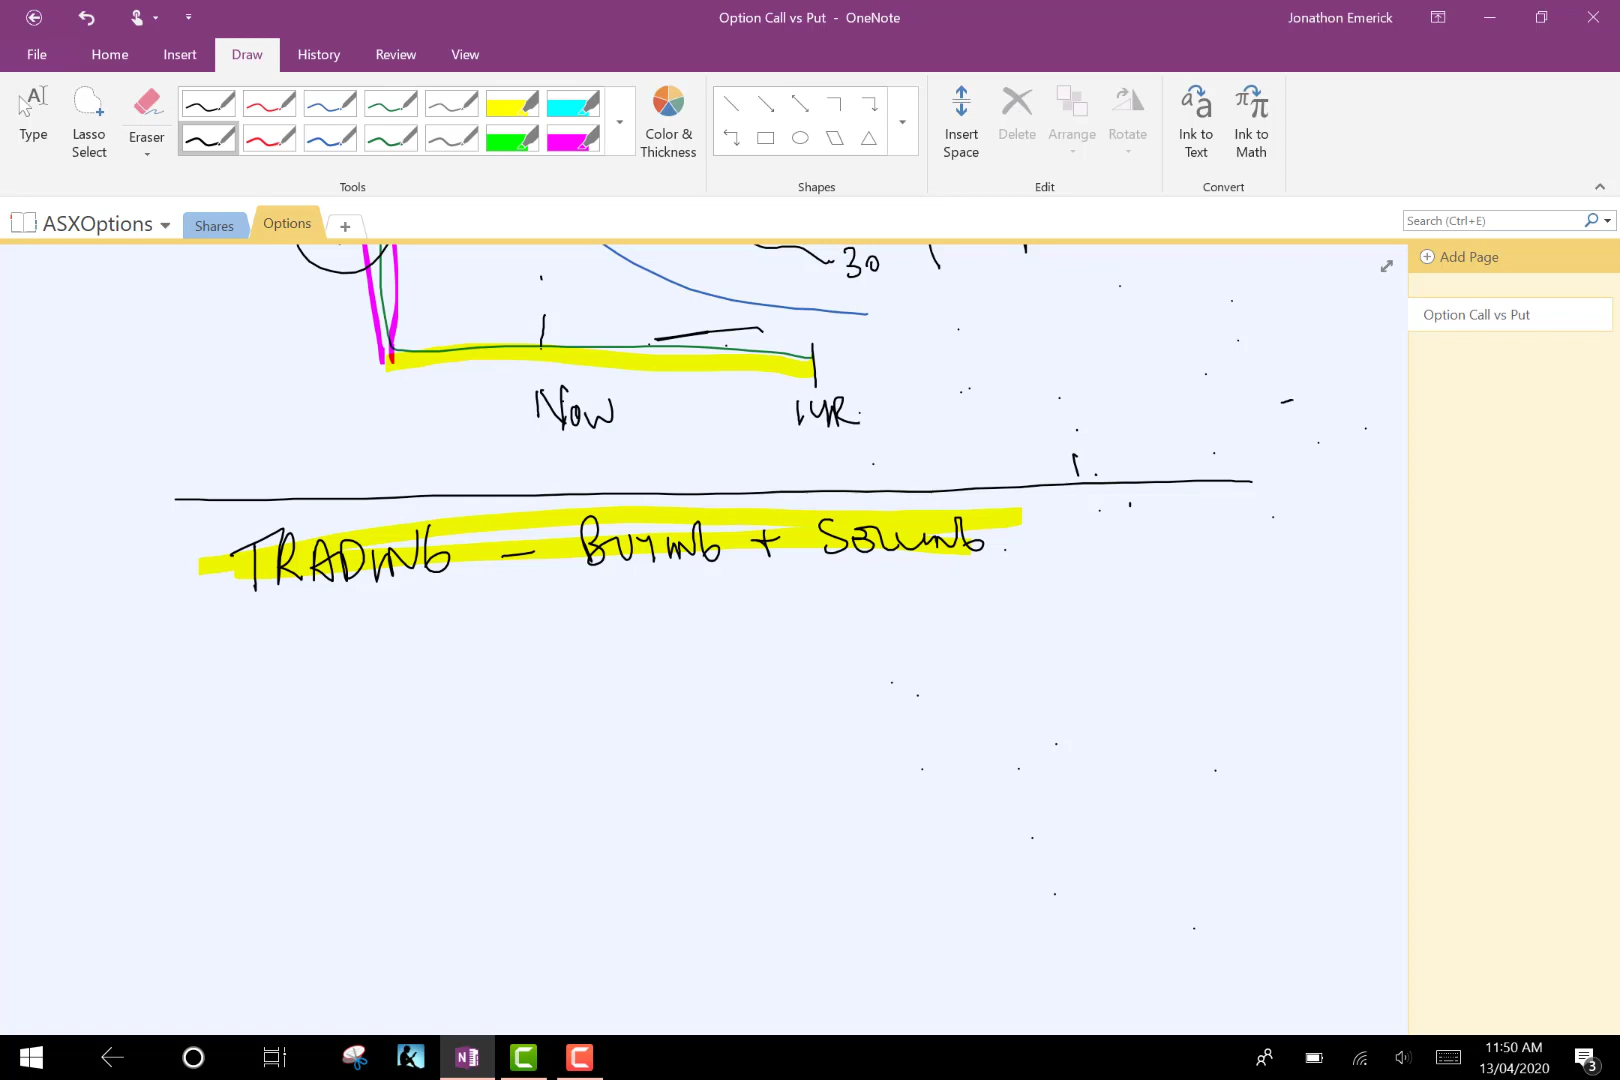 Option Call vs Put - OneNote
Jonathon Emerick
File Home Insert Draw History Review View
Type
Lasso Select
Eraser
Color & Thickness
Insert Space
Delete
Arrange
Rotate
Ink to Text
Ink to Math
Tools
Shapes
Edit
Convert
ASXOptions
Shares
Options
Search (Ctrl+E)
Add Page
Option Call vs Put
30
Now
1YR.
TRADING - BUYING + SELLING.
11:50 AM
13/04/2020
3